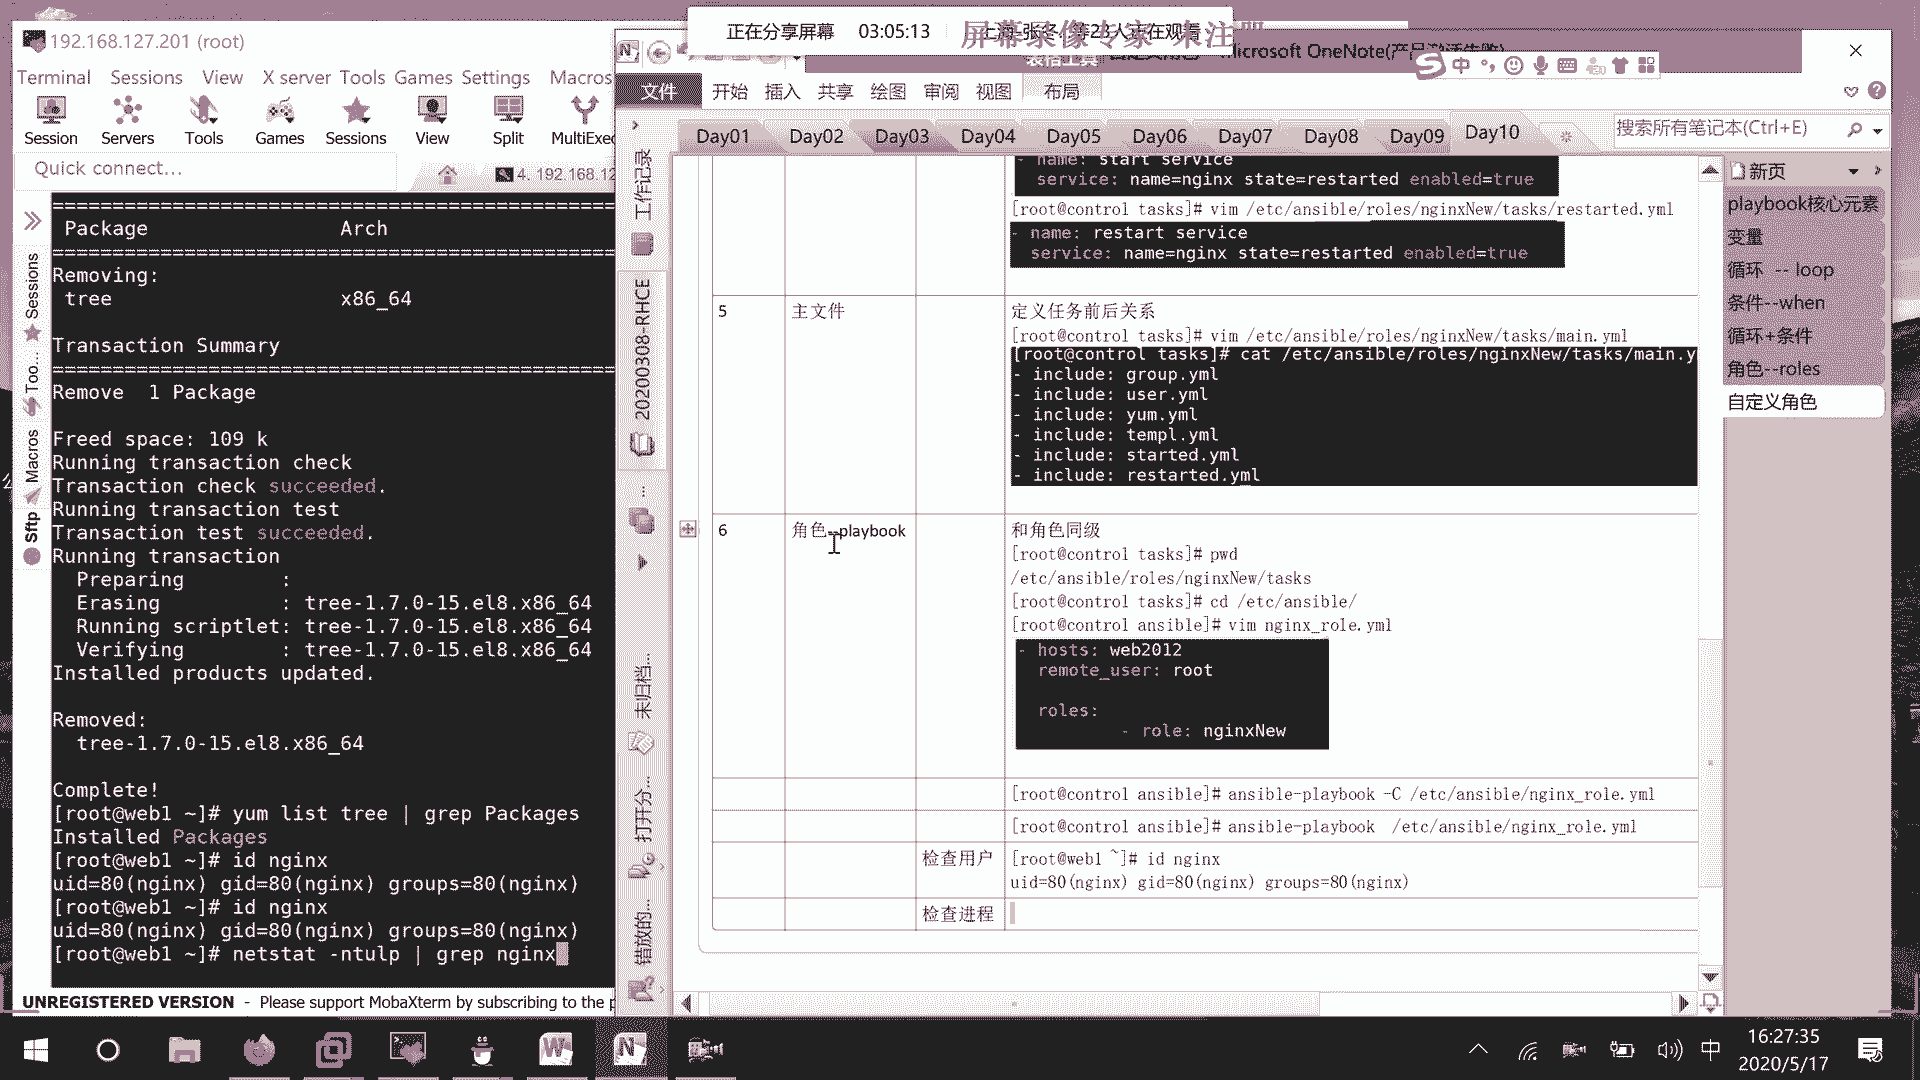 正在分享屏幕 03:05:13
屏幕录像专家 未注册
192.168.127.201 (root)
Terminal Sessions View X server Tools Games Settings Macros
Session Servers Tools Games Sessions View Split MultiExec
Quick connect...
4. 192.168.12
Sessions
Too...
Macros
Sftp
Package Arch
Removing:
tree x86_64
Transaction Summary
Remove 1 Package
Freed space: 109 k
Running transaction check
Transaction check succeeded.
Running transaction test
Transaction test succeeded.
Running transaction
Preparing :
Erasing : tree-1.7.0-15.el8.x86_64
Running scriptlet: tree-1.7.0-15.el8.x86_64
Verifying : tree-1.7.0-15.el8.x86_64
Installed products updated.
Removed:
tree-1.7.0-15.el8.x86_64
Complete!
[root@web1 ~]# yum list tree | grep Packages
Installed Packages
[root@web1 ~]# id nginx
uid=80(nginx) gid=80(nginx) groups=80(nginx)
[root@web1 ~]# id nginx
uid=80(nginx) gid=80(nginx) groups=80(nginx)
[root@web1 ~]# netstat -ntulp | grep nginx
UNREGISTERED VERSION - Please support MobaXterm by subscribing to the p
Microsoft OneNote(产品激活失败)
中
文件 开始 插入 共享 绘图 审阅 视图 布局
Day01 Day02 Day03 Day04 Day05 Day06 Day07 Day08 Day09 Day10
搜索所有笔记本(Ctrl+E)
工作记录
20200308-RHCE
未归档...
打开分...
错放的...
- name: start service
service: name=nginx state=restarted enabled=true
[root@control tasks]# vim /etc/ansible/roles/nginxNew/tasks/restarted.yml
- name: restart service
service: name=nginx state=restarted enabled=true
5 主文件 定义任务前后关系
[root@control tasks]# vim /etc/ansible/roles/nginxNew/tasks/main.yml
[root@control tasks]# cat /etc/ansible/roles/nginxNew/tasks/main.y
- include: group.yml
- include: user.yml
- include: yum.yml
- include: templ.yml
- include: started.yml
- include: restarted.yml
6 角色--playbook 和角色同级
[root@control tasks]# pwd
/etc/ansible/roles/nginxNew/tasks
[root@control tasks]# cd /etc/ansible/
[root@control ansible]# vim nginx_role.yml
- hosts: web2012
remote_user: root
roles:
- role: nginxNew
[root@control ansible]# ansible-playbook -C /etc/ansible/nginx_role.yml
[root@control ansible]# ansible-playbook /etc/ansible/nginx_role.yml
检查用户 [root@web1 ~]# id nginx
uid=80(nginx) gid=80(nginx) groups=80(nginx)
检查进程
新页
playbook核心元素
变量
循环 -- loop
条件--when
循环+条件
角色--roles
自定义角色
中
16:27:35
2020/5/17